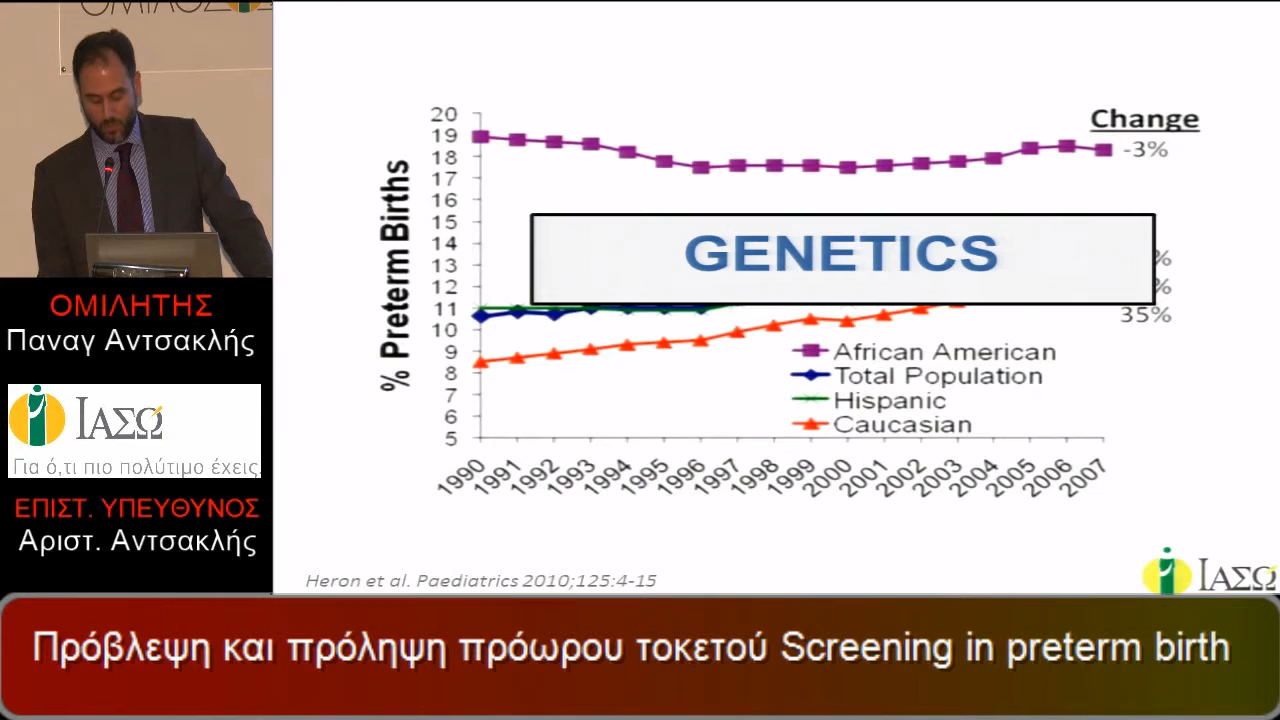 ΟΜΙΛΗΤΗΣ
Παναγ Αντσακλής
ΙΑΣΩ
Για ό,τι πιο πολύτιμο έχεις.
ΕΠΙΣΤ. ΥΠΕΥΘΥΝΟΣ
Αριστ. Αντσακλής
% Preterm Births
20
19
18
17
16
15
14
13
12
11
10
9
8
7
6
5
Change
-3%
GENETICS
%
%
35%
African American
Total Population
Hispanic
Caucasian
1990 1991 1992 1993 1994 1995 1996 1997 1998 1999 2000 2001 2002 2003 2004 2005 2006 2007
Heron et al. Paediatrics 2010;125:4-15
ΙΑΣΩ
Πρόβλεψη και πρόληψη πρόωρου τοκετού Screening in preterm birth